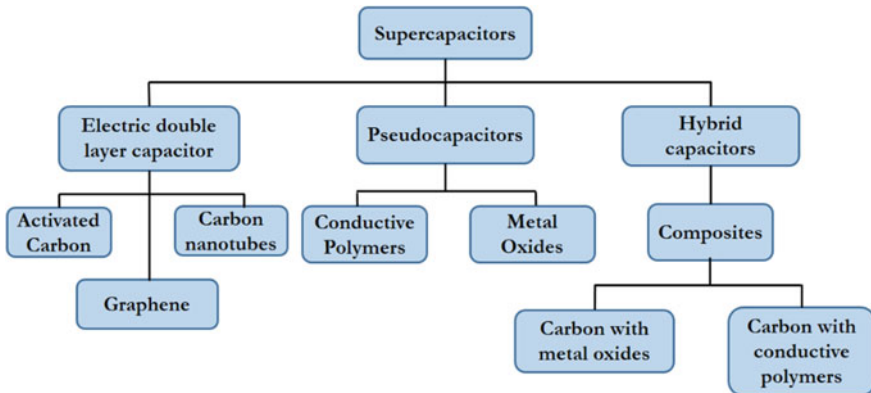 Supercapacitors
Electric double
layer capacitor
Pseudocapacitors
Hybrid
capacitors
Activated
Carbon
Carbon
nanotubes
Graphene
Conductive
Polymers
Metal
Oxides
Composites
Carbon with
metal oxides
Carbon with
conductive
polymers